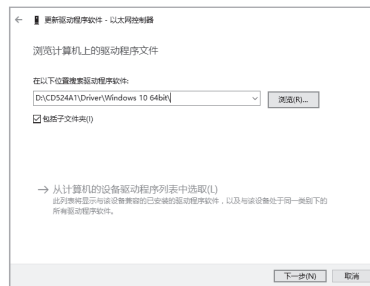 更新驱动程序软件 - 以太网控制器
浏览计算机上的驱动程序文件
在以下位置搜索驱动程序软件:
D:\CD524A1\Driver\Windows 10 64bit\
浏览(R)...
包括子文件夹(I)
从计算机的设备驱动程序列表中选取(L)
此列表将显示与该设备兼容的已安装的驱动程序软件，以及与该设备处于同一类别下的
所有驱动程序软件。
下一步(N)
取消